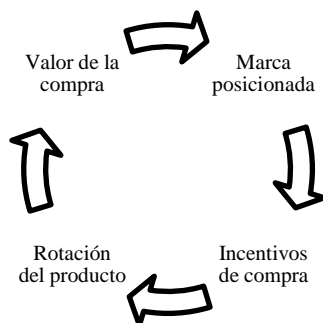 Valor de la
compra
Marca
posicionada
Rotación
del producto
Incentivos
de compra